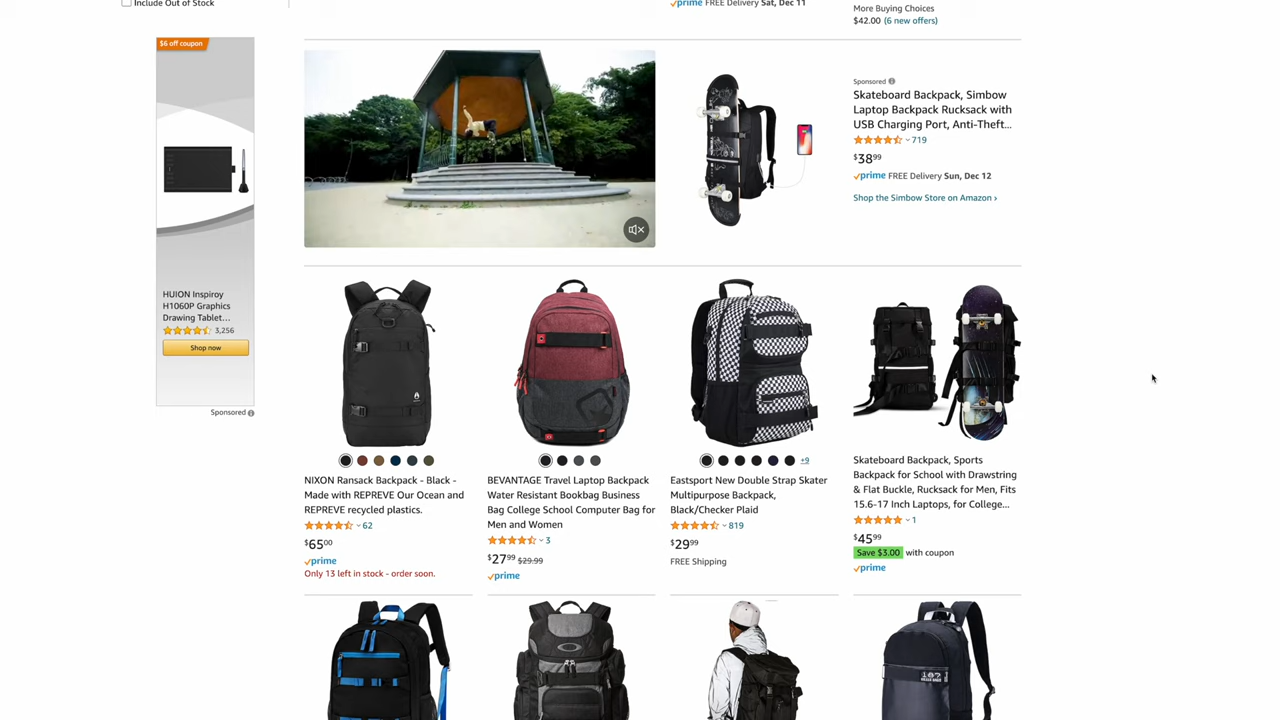 Include Out of Stock
prime FREE Delivery Sat, Dec 11
More Buying Choices
$42.00 (6 new offers)
$6 off coupon
HUION Inspiroy
H1060P Graphics
Drawing Tablet...
3,256
Shop now
Sponsored
Sponsored
Skateboard Backpack, Simbow
Laptop Backpack Rucksack with
USB Charging Port, Anti-Theft...
719
$38 99
prime FREE Delivery Sun, Dec 12
Shop the Simbow Store on Amazon ›
NIXON Ransack Backpack - Black -
Made with REPREVE Our Ocean and
REPREVE recycled plastics.
62
$65 00
prime
Only 13 left in stock - order soon.
BEVANTAGE Travel Laptop Backpack
Water Resistant Bookbag Business
Bag College School Computer Bag for
Men and Women
3
$27 99 $29.99
prime
+9
Eastsport New Double Strap Skater
Multipurpose Backpack,
Black/Checker Plaid
819
$29 99
FREE Shipping
Skateboard Backpack, Sports
Backpack for School with Drawstring
& Flat Buckle, Rucksack for Men, Fits
15.6-17 Inch Laptops, for College...
1
$45 99
Save $3.00 with coupon
prime